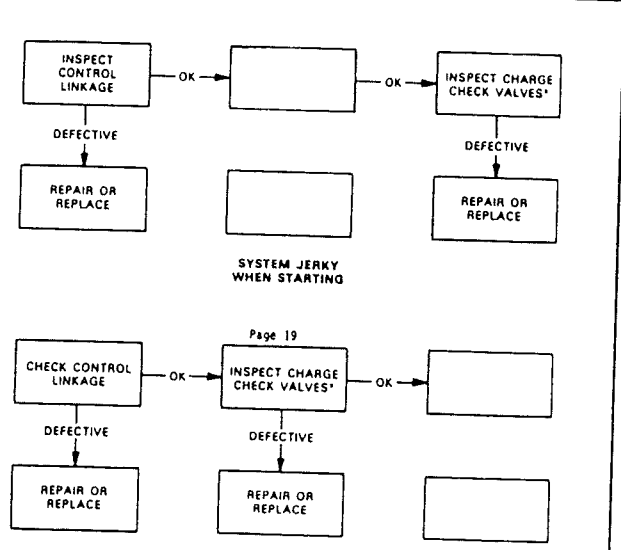 INSPECT
CONTROL
LINKAGE
OK
OK
INSPECT CHARGE
CHECK VALVES*
DEFECTIVE
DEFECTIVE
REPAIR OR
REPLACE
REPAIR OR
REPLACE
SYSTEM JERKY
WHEN STARTING
Page 19
CHECK CONTROL
LINKAGE
OK
INSPECT CHARGE
CHECK VALVES*
OK
DEFECTIVE
DEFECTIVE
REPAIR OR
REPLACE
REPAIR OR
REPLACE